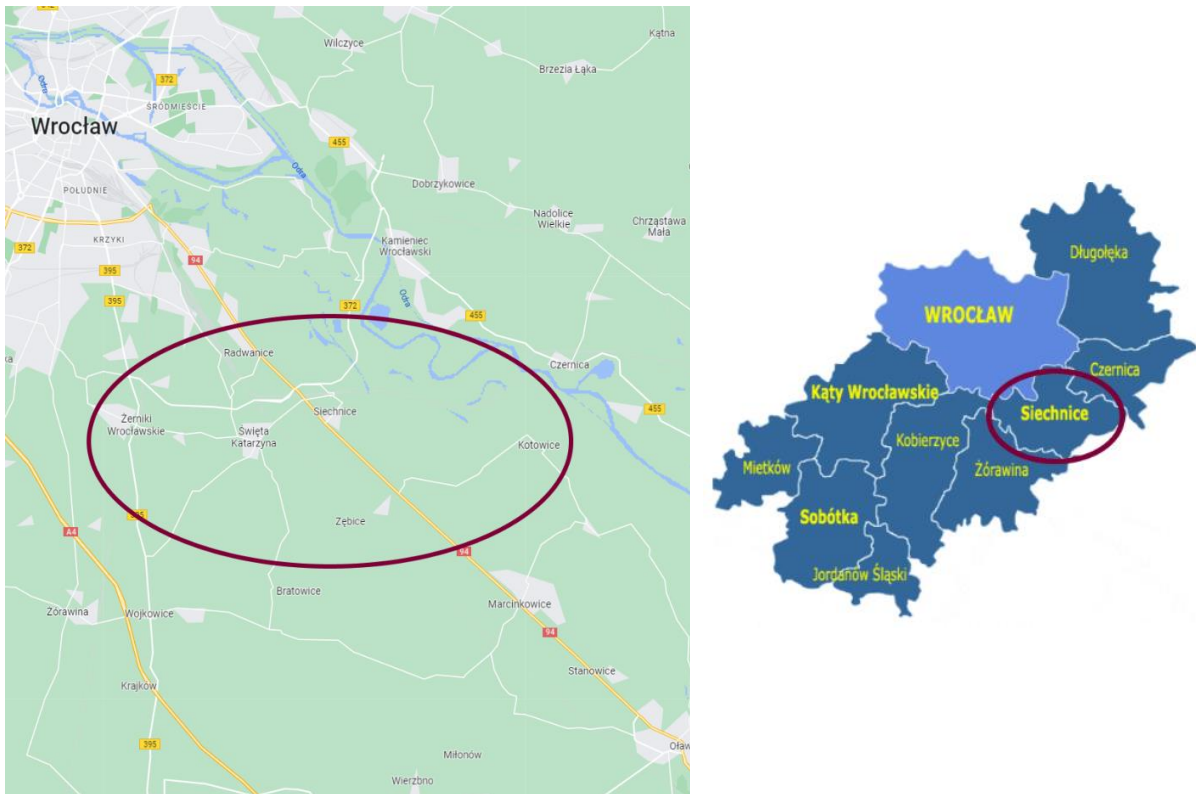 342
372
Wilczyce
Kątna
Brzezia Łąka
Odra
372
ŚRÓDMIEŚCIE
Wrocław
455
Odra
POŁUDNIE
Dobrzykowice
Nadolice
Wielkie
Chrząstawa
Mała
KRZYKI
372
Kamieniec
Wrocławski
94
395
395
Odra
372
455
Radwanice
Czernica
455
Żerniki
Wrocławskie
Siechnice
Święta
Katarzyna
Kotowice
395
Zębice
A4
94
Bratowice
Żórawina
Wojkowice
Marcinkowice
94
Stanowice
Krajków
395
Miłonów
Wierzbno
Długołęka
WROCŁAW
Czernica
Kąty Wrocławskie
Siechnice
Kobierzyce
Mietków
Żórawina
Sobótka
Jordanów Śląski